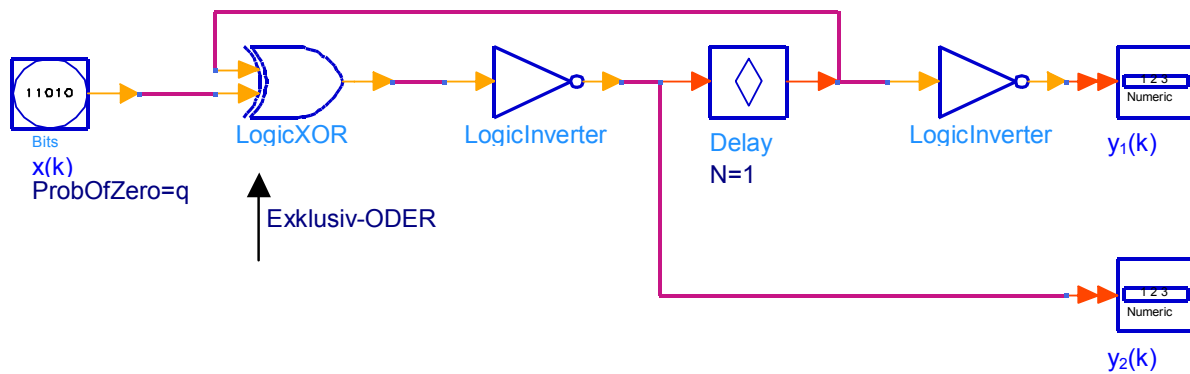 11010
Bits
x(k)
ProbOfZero=q
LogicXOR
Exklusiv-ODER
LogicInverter
Delay
N=1
LogicInverter
1 2 3
Numeric
y₁(k)
1 2 3
Numeric
y₂(k)